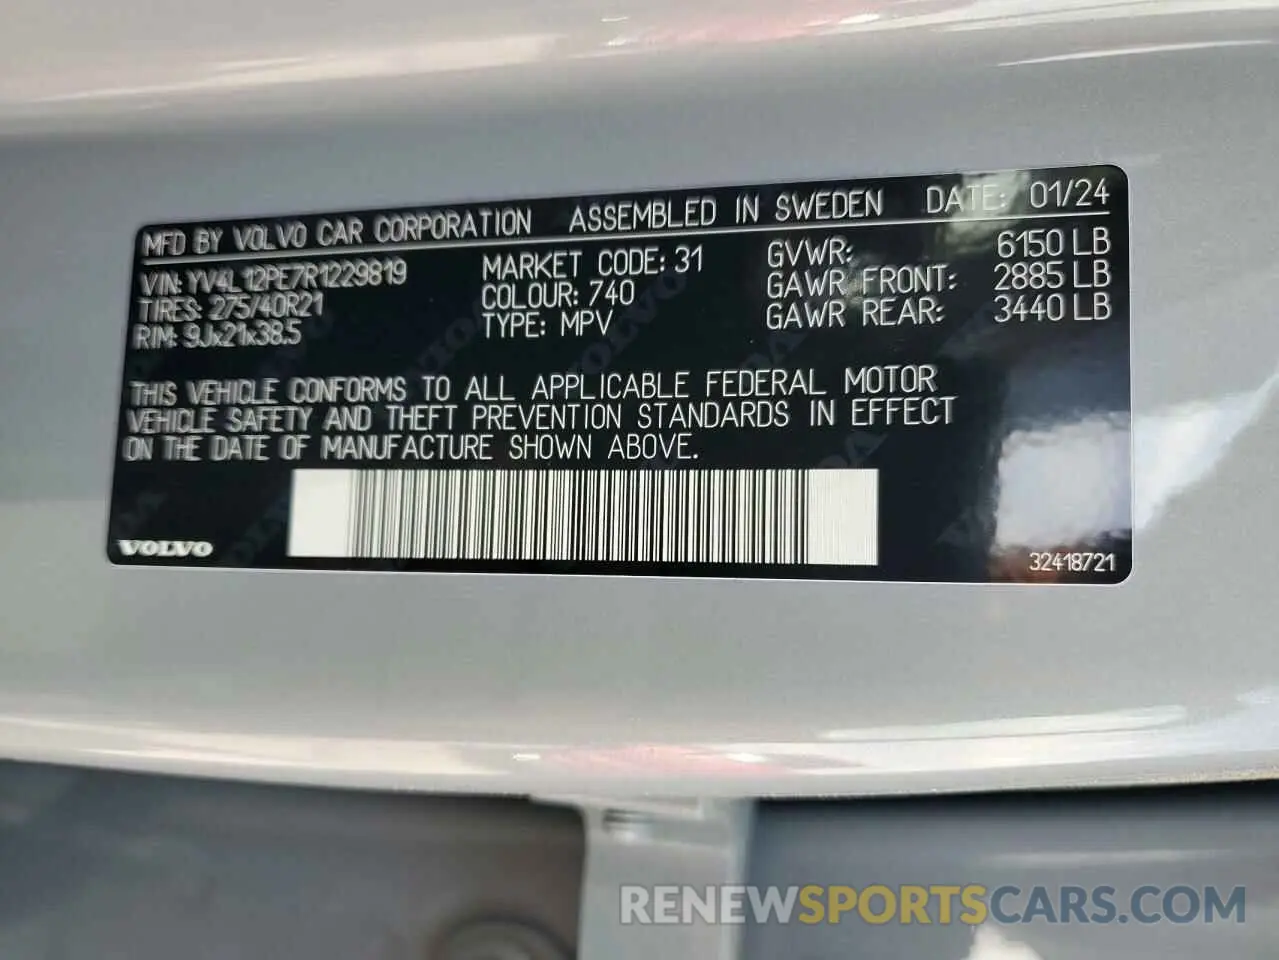 MFD BY VOLVO CAR CORPORATION ASSEMBLED IN SWEDEN DATE: 01/24
VIN: YV4L12PE7R1229819 MARKET CODE: 31 GVWR: 6150 LB
TIRES: 275/40R21 COLOUR: 740 GAWR FRONT: 2885 LB
RIM: 9Jx21x38.5 TYPE: MPV GAWR REAR: 3440 LB
THIS VEHICLE CONFORMS TO ALL APPLICABLE FEDERAL MOTOR
VEHICLE SAFETY AND THEFT PREVENTION STANDARDS IN EFFECT
ON THE DATE OF MANUFACTURE SHOWN ABOVE.
VOLVO 32418721
RENEWSPORTSCARS.COM